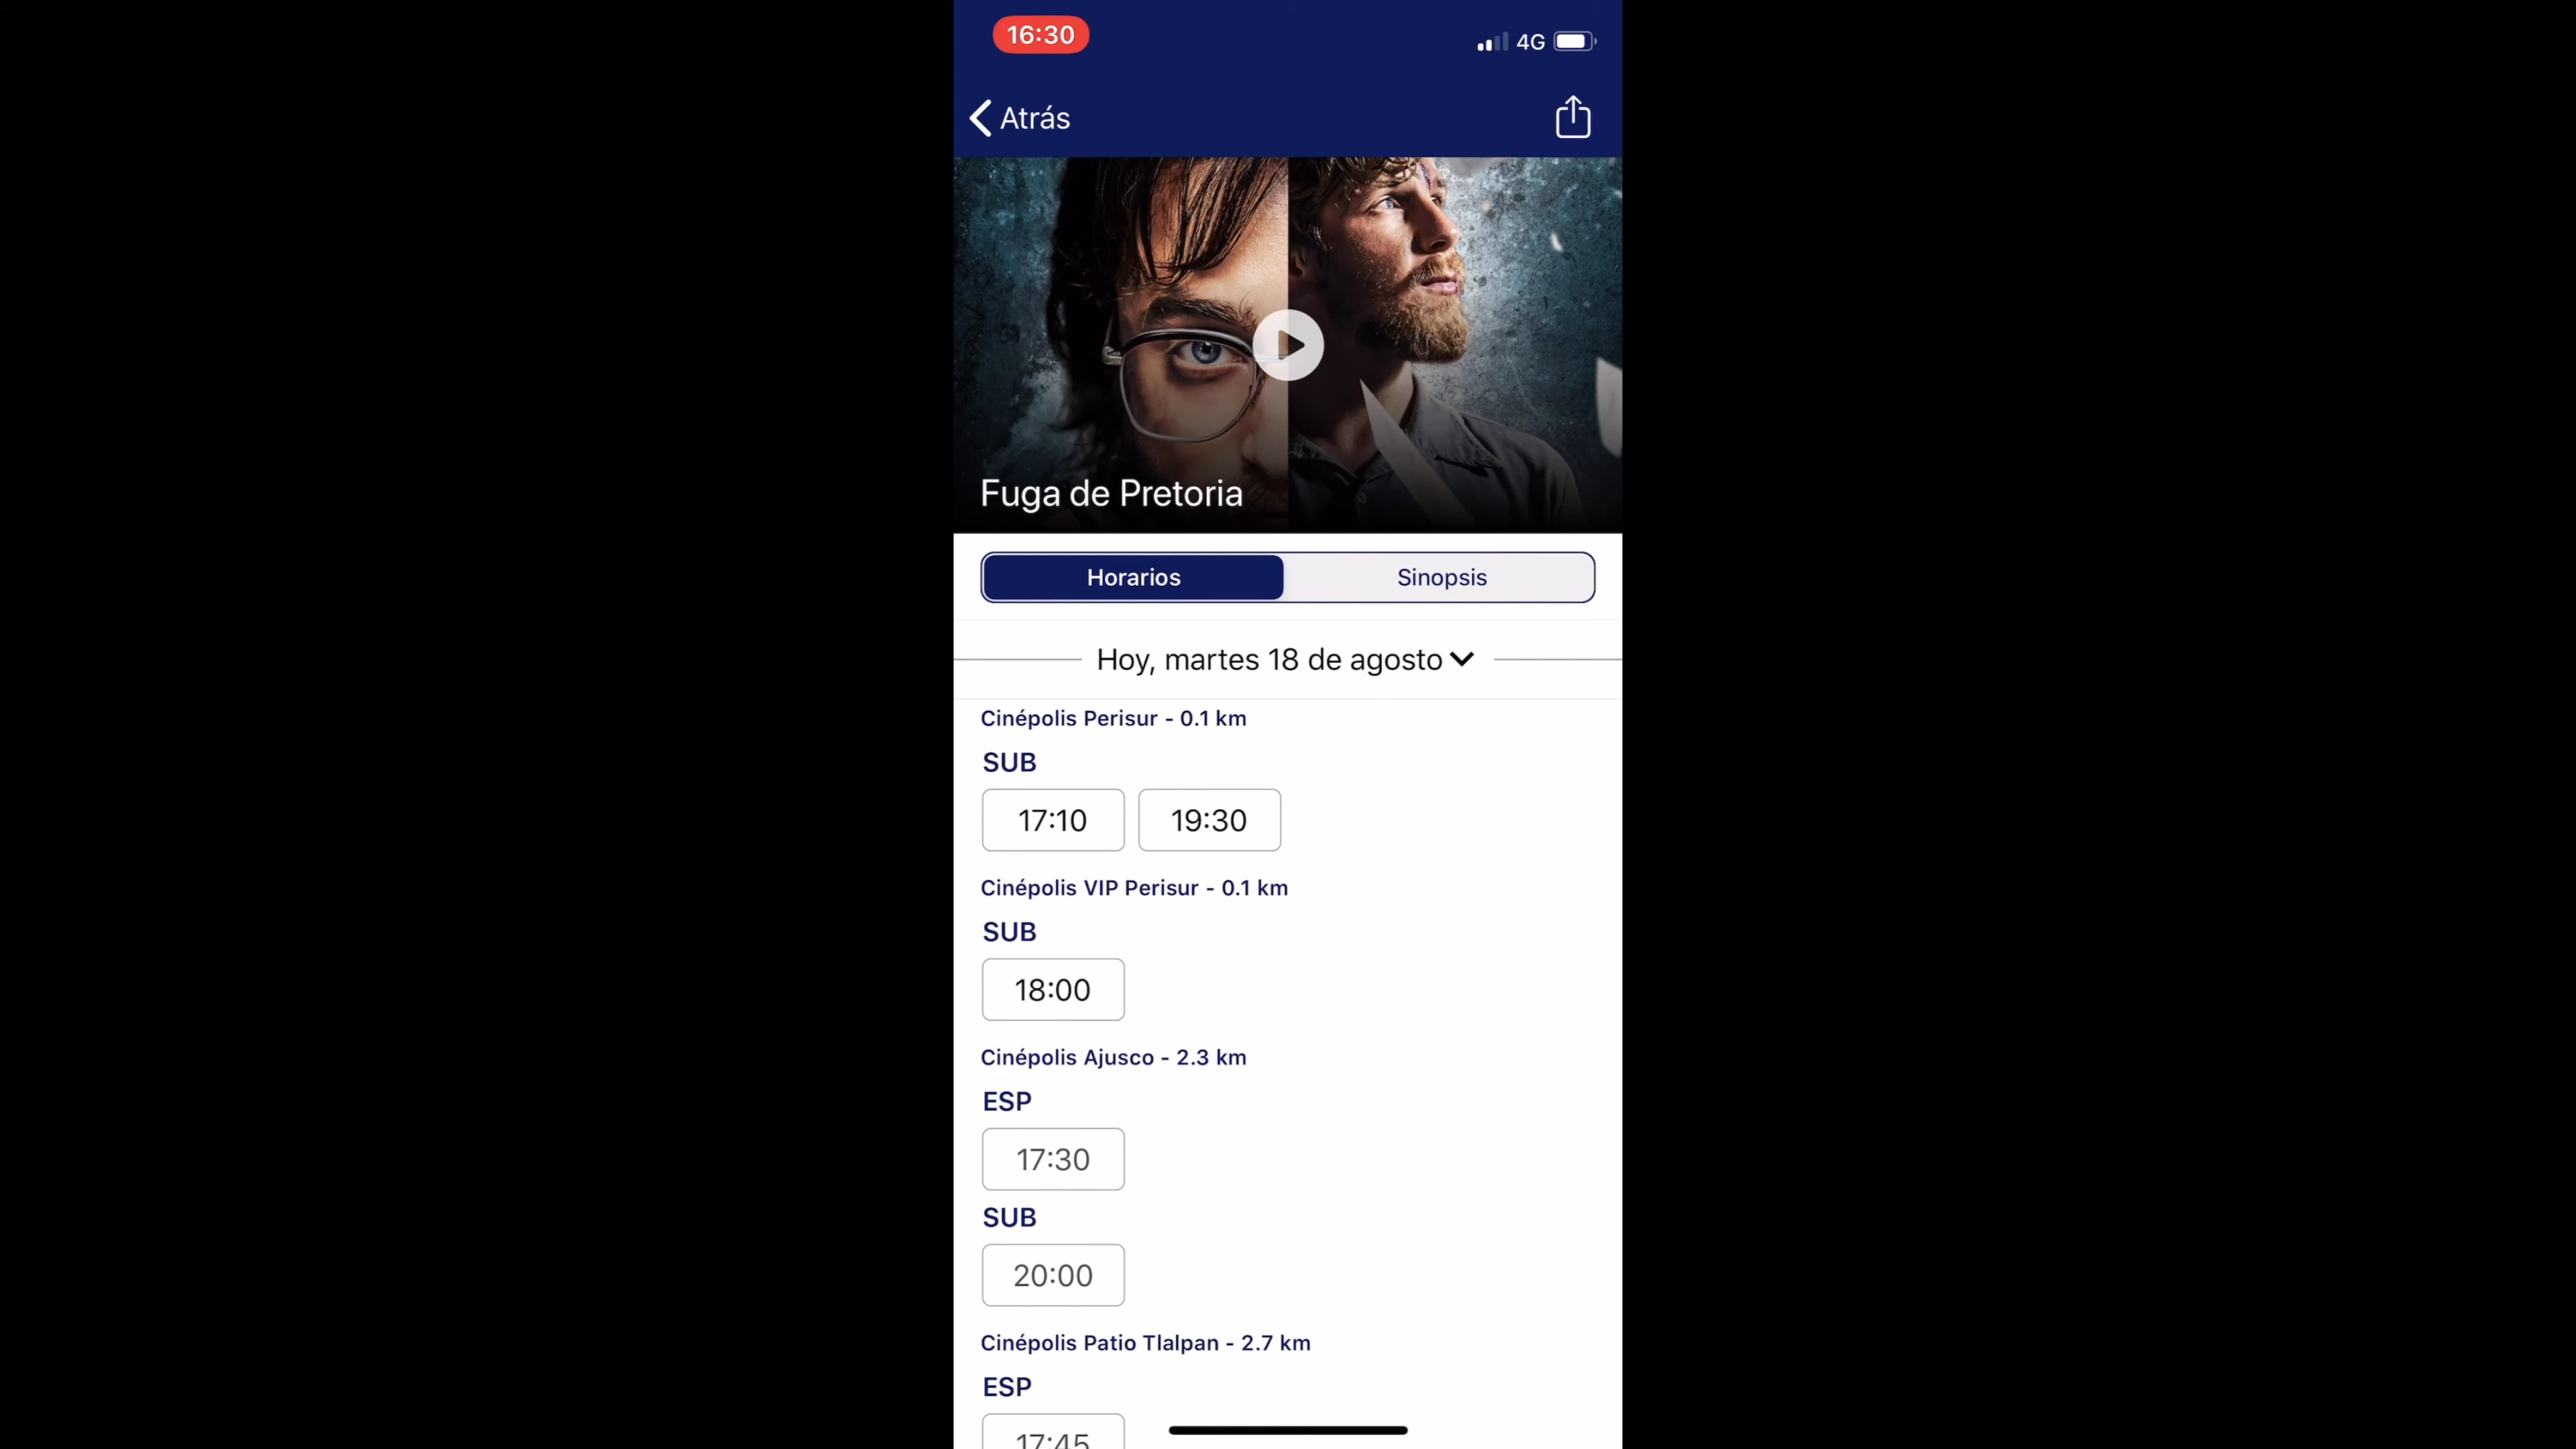 16:30
4G
Atrás
Fuga de Pretoria
Horarios
Sinopsis
Hoy, martes 18 de agosto
Cinépolis Perisur - 0.1 km
SUB
17:10
19:30
Cinépolis VIP Perisur - 0.1 km
SUB
18:00
Cinépolis Ajusco - 2.3 km
ESP
17:30
SUB
20:00
Cinépolis Patio Tlalpan - 2.7 km
ESP
17:45